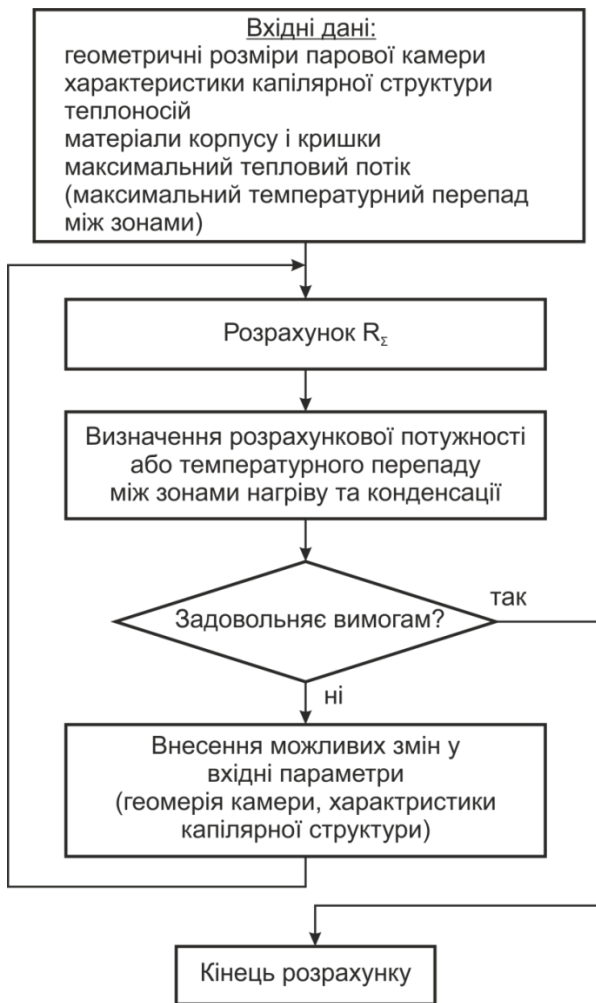 Вхідні дані:
геометричні розміри парової камери
характеристики капілярної структури
теплоносій
матеріали корпусу і кришки
максимальний тепловий потік
(максимальний температурний перепад
між зонами)
Розрахунок R_Σ
Визначення розрахункової потужності
або температурного перепаду
між зонами нагріву та конденсації
Задовольняє вимогам?
так
ні
Внесення можливих змін у
вхідні параметри
(геомерія камери, характристики
капілярної структури)
Кінець розрахунку